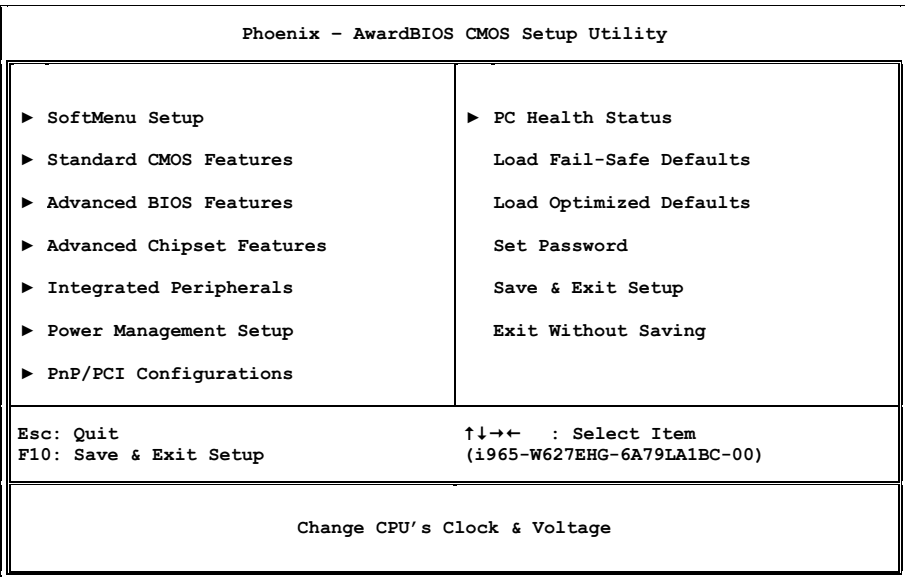 Phoenix – AwardBIOS CMOS Setup Utility
► SoftMenu Setup
► Standard CMOS Features
► Advanced BIOS Features
► Advanced Chipset Features
► Integrated Peripherals
► Power Management Setup
► PnP/PCI Configurations
► PC Health Status
Load Fail-Safe Defaults
Load Optimized Defaults
Set Password
Save & Exit Setup
Exit Without Saving
Esc: Quit
F10: Save & Exit Setup
↑↓→← : Select Item
(i965-W627EHG-6A79LA1BC-00)
Change CPU’s Clock & Voltage